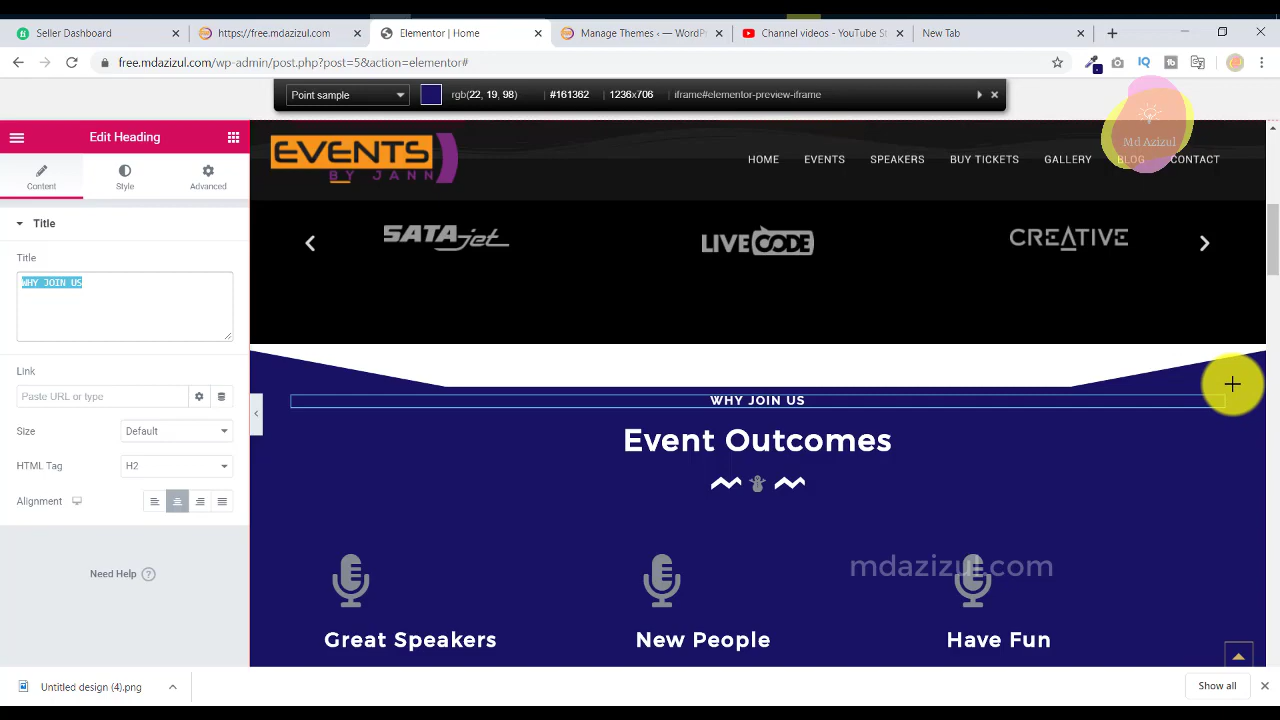 Seller Dashboard
https://free.mdazizul.com/
Elementor | Home
Manage Themes ‹ — WordPr
Channel videos - YouTube St
New Tab
free.mdazizul.com/wp-admin/post.php?post=5&action=elementor#
IQ
Point sample
rgb(22, 19, 98)
#161362
1236x706
iframe#elementor-preview-iframe
Edit Heading
Content
Style
Advanced
Title
Title
WHY JOIN US
Link
Paste URL or type
Size
Default
HTML Tag
H2
Alignment
Need Help
EVENTS
BY JANN
HOME
EVENTS
SPEAKERS
BUY TICKETS
GALLERY
BLOG
CONTACT
Md Azizul
SATAjet
LIVECODE
CREATIVE
WHY JOIN US
Event Outcomes
mdazizul.com
Great Speakers
New People
Have Fun
Untitled design (4).png
Show all